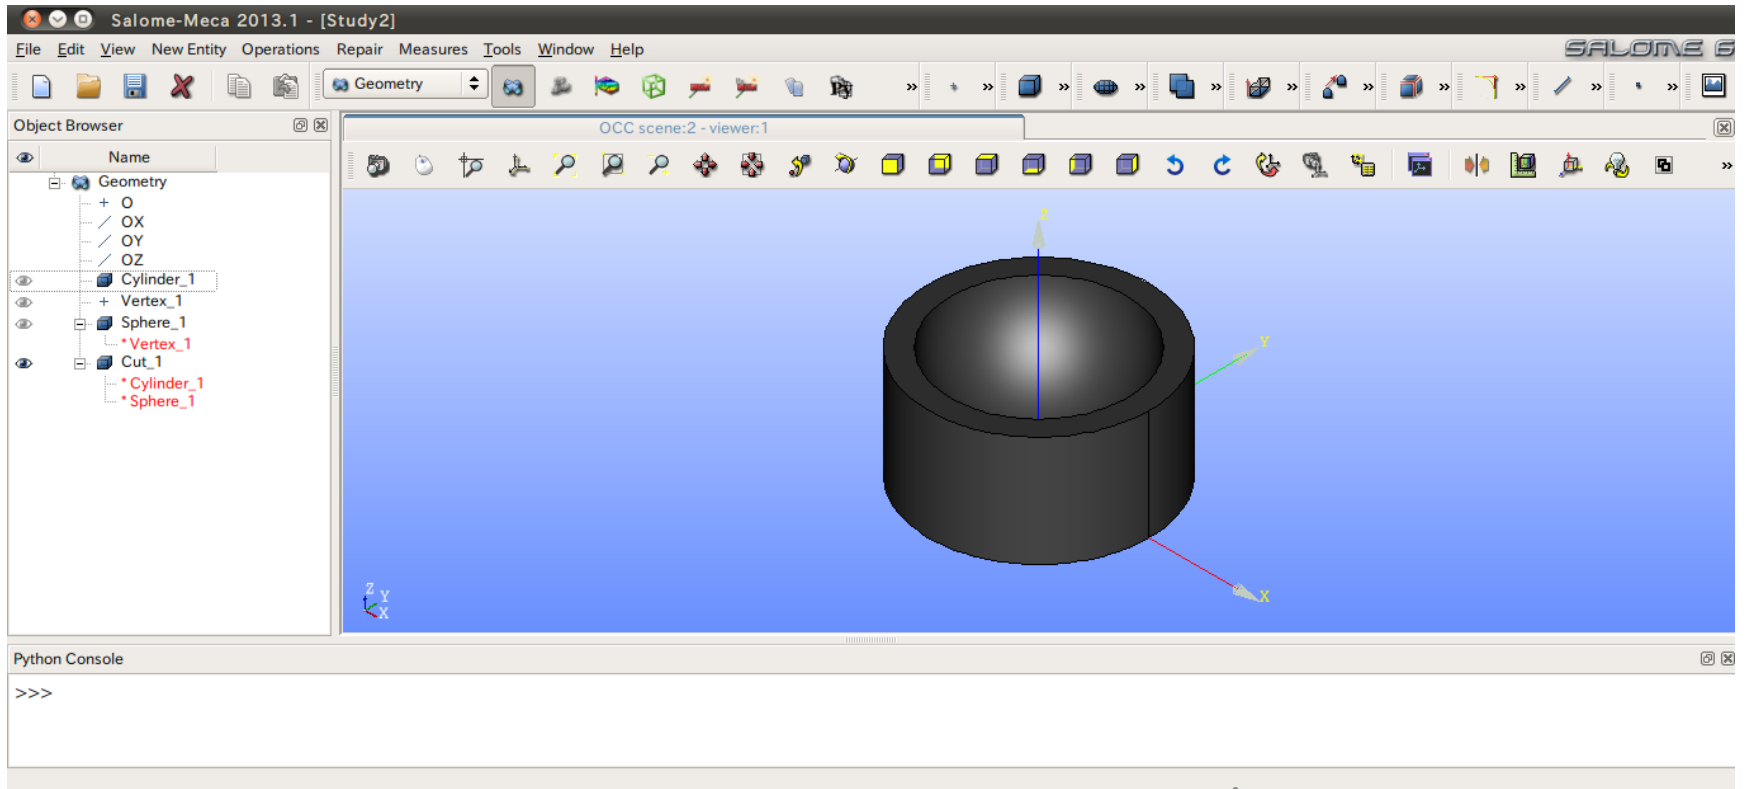 Salome-Meca 2013.1 - [Study2]
File Edit View New Entity Operations Repair Measures Tools Window Help
SALOME 6
Geometry
Object Browser
OCC scene:2 - viewer:1
Name
Geometry
O
OX
OY
OZ
Cylinder_1
Vertex_1
Sphere_1
*Vertex_1
Cut_1
*Cylinder_1
*Sphere_1
Z
Y
X
Z
Y
X
Python Console
>>>